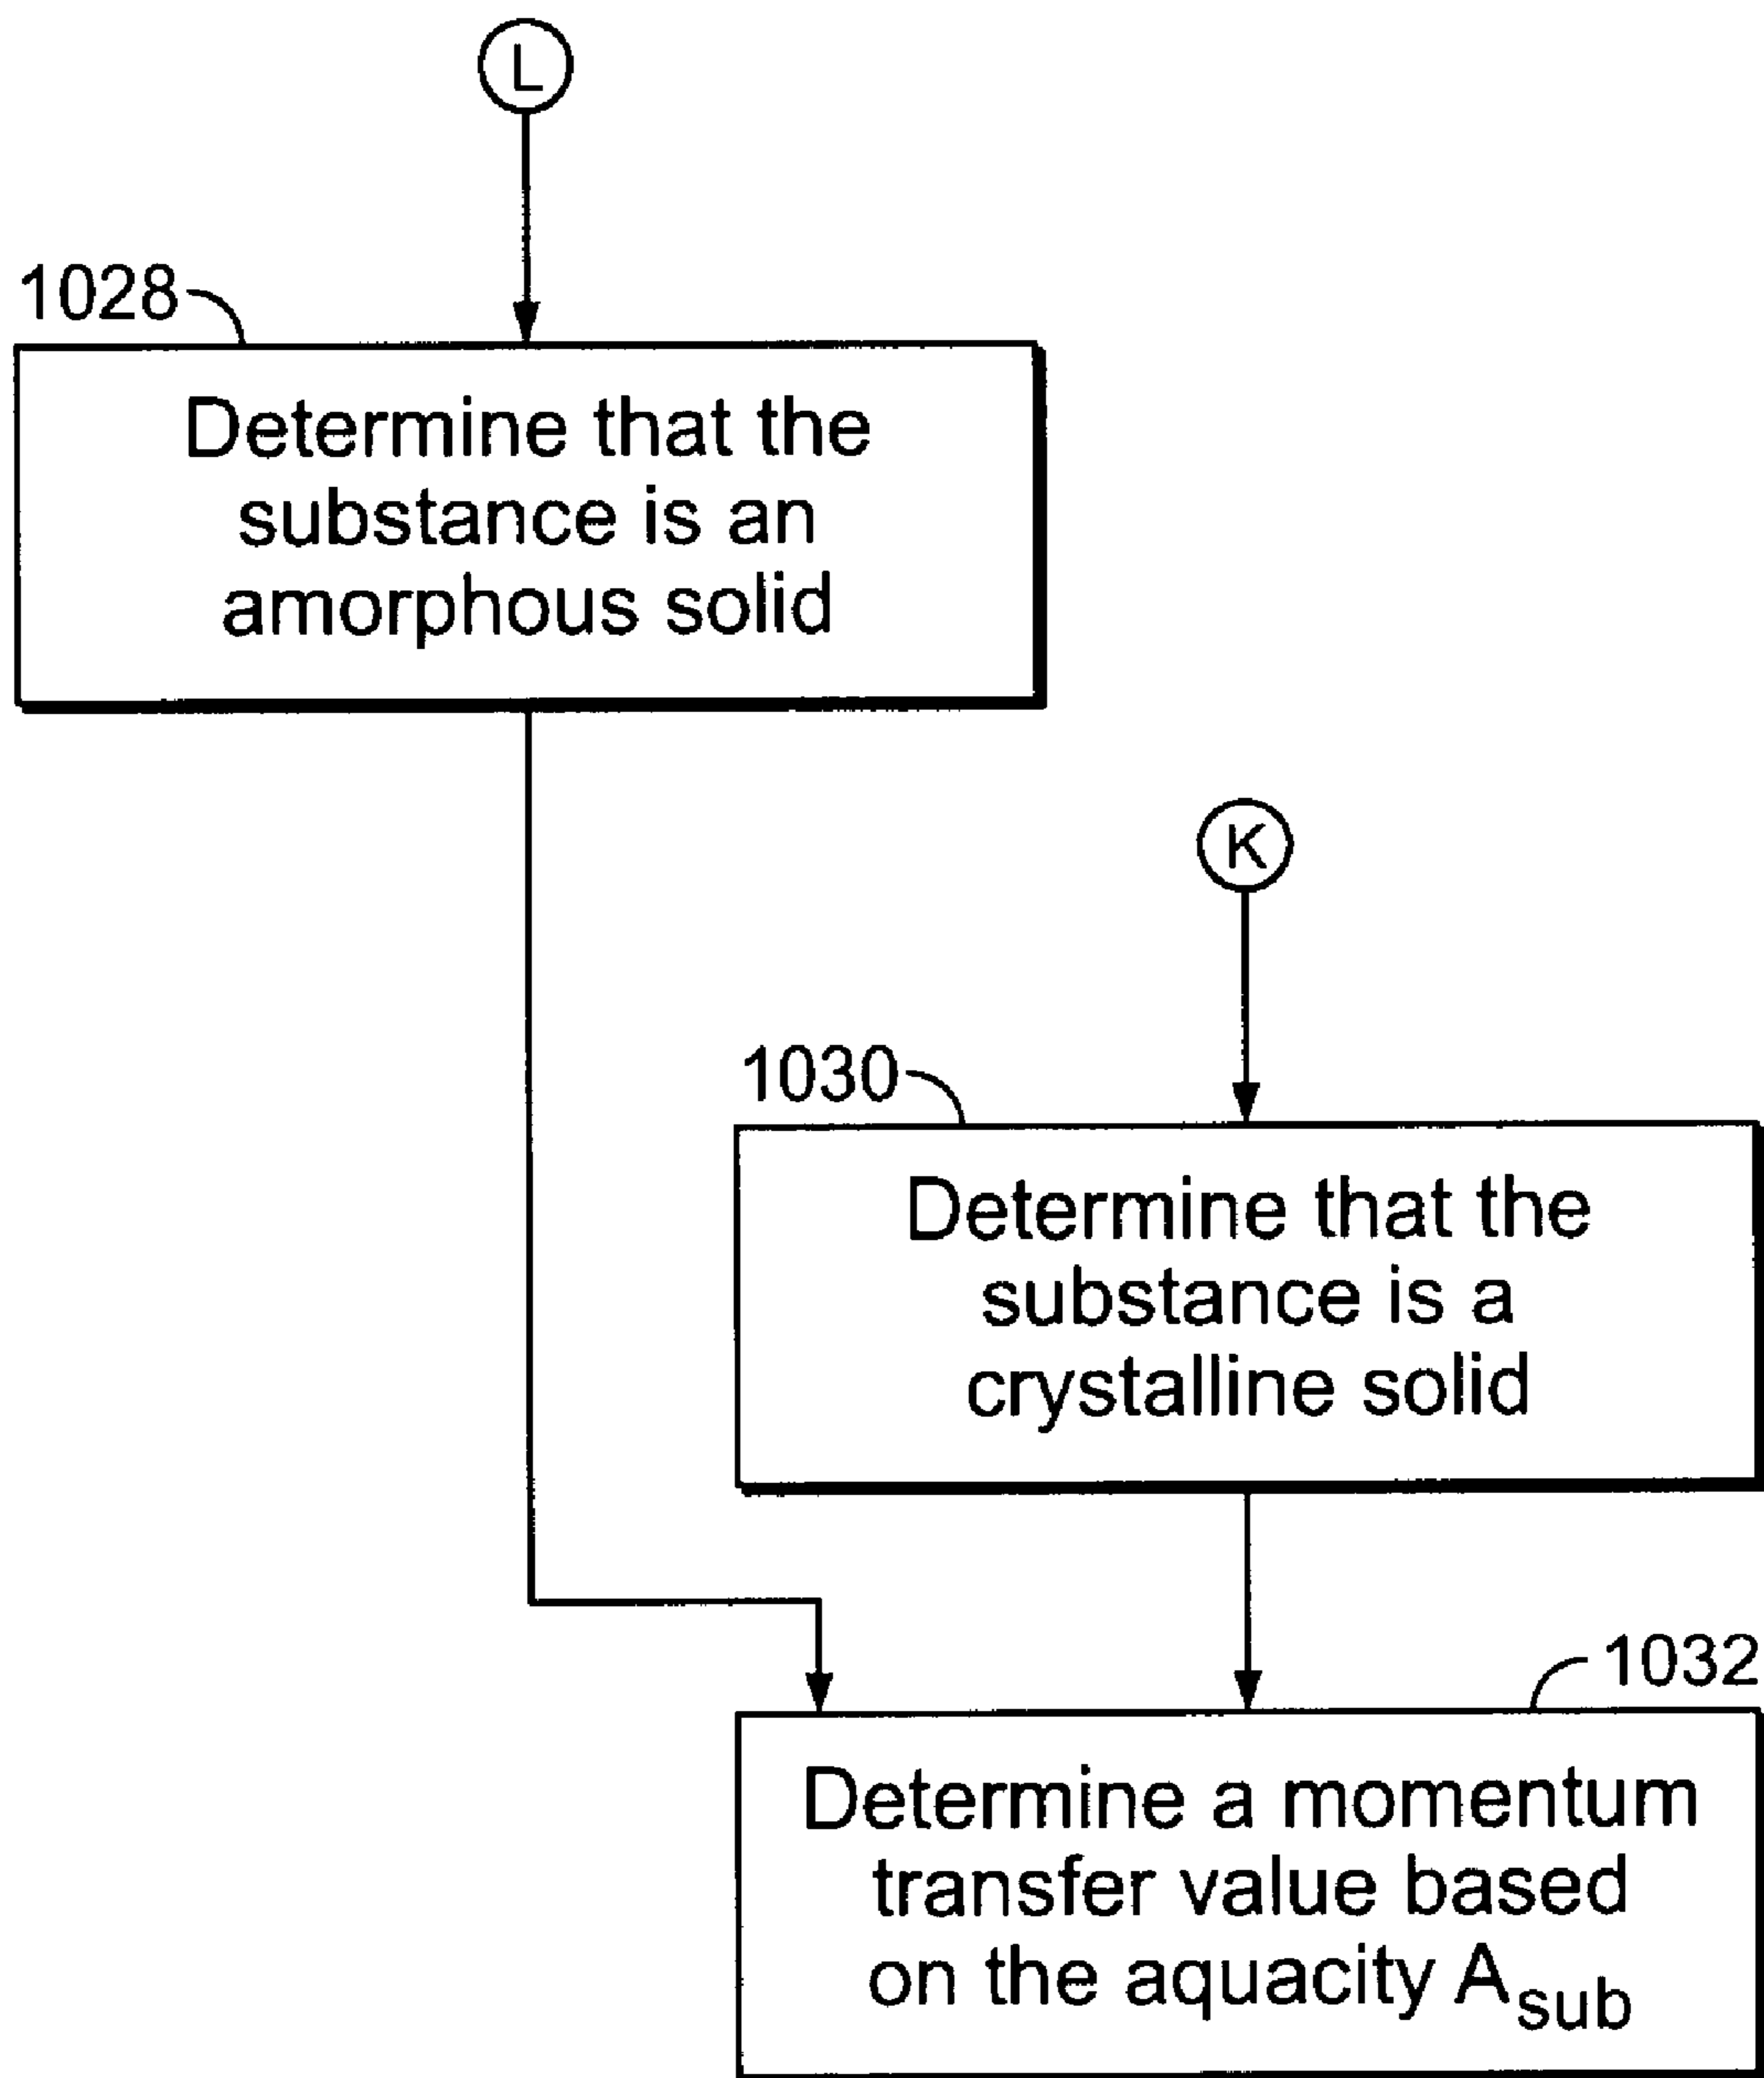 L
1028
Determine that the
substance is an
amorphous solid
K
1030
Determine that the
substance is a
crystalline solid
1032
Determine a momentum
transfer value based
on the aquacity A_sub